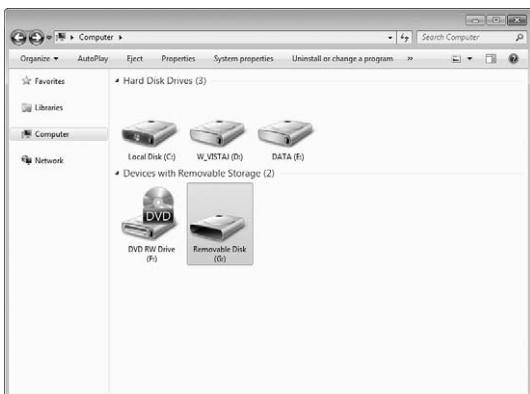 Computer
Search Computer
Organize AutoPlay Eject Properties System properties Uninstall or change a program »
Favorites
Libraries
Computer
Network
Hard Disk Drives (3)
Local Disk (C:) W_VISTAJ (D:) DATA (E:)
Devices with Removable Storage (2)
DVD
DVD RW Drive Removable Disk
(F:) (G:)